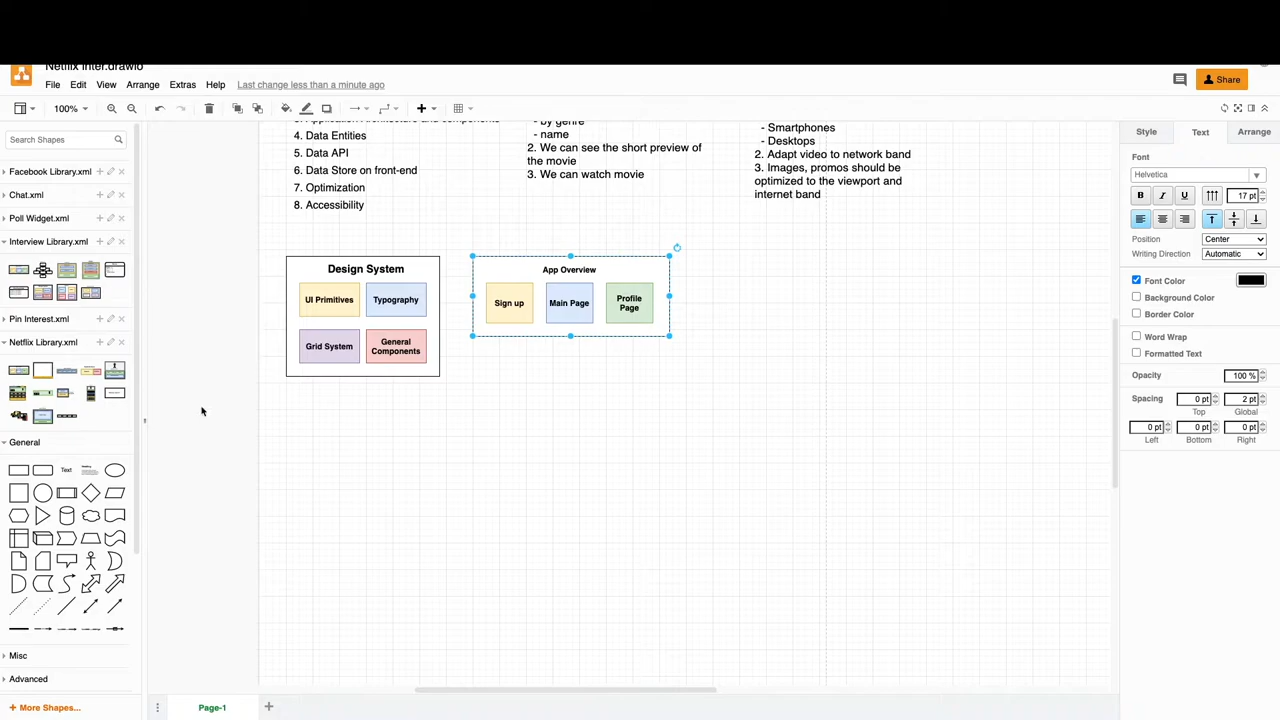 Netflix Inter.drawio
File Edit View Arrange Extras Help Last change less than a minute ago
Share
100%
Search Shapes
Facebook Library.xml
Chat.xml
Poll Widget.xml
Interview Library.xml
Pin Interest.xml
Netflix Library.xml
General
Text
Misc
Advanced
+ More Shapes...
3. Application Architecture and components
4. Data Entities
5. Data API
6. Data Store on front-end
7. Optimization
8. Accessibility
- by genre
- name
2. We can see the short preview of
the movie
3. We can watch movie
- Smartphones
- Desktops
2. Adapt video to network band
3. Images, promos should be
optimized to the viewport and
internet band
Design System
UI Primitives
Typography
Grid System
General
Components
App Overview
Sign up
Main Page
Profile
Page
Page-1
Style Text Arrange
Font
Helvetica
B I U 17 pt
Position Center
Writing Direction Automatic
Font Color
Background Color
Border Color
Word Wrap
Formatted Text
Opacity 100 %
Spacing 0 pt 2 pt
Top Global
0 pt 0 pt 0 pt
Left Bottom Right